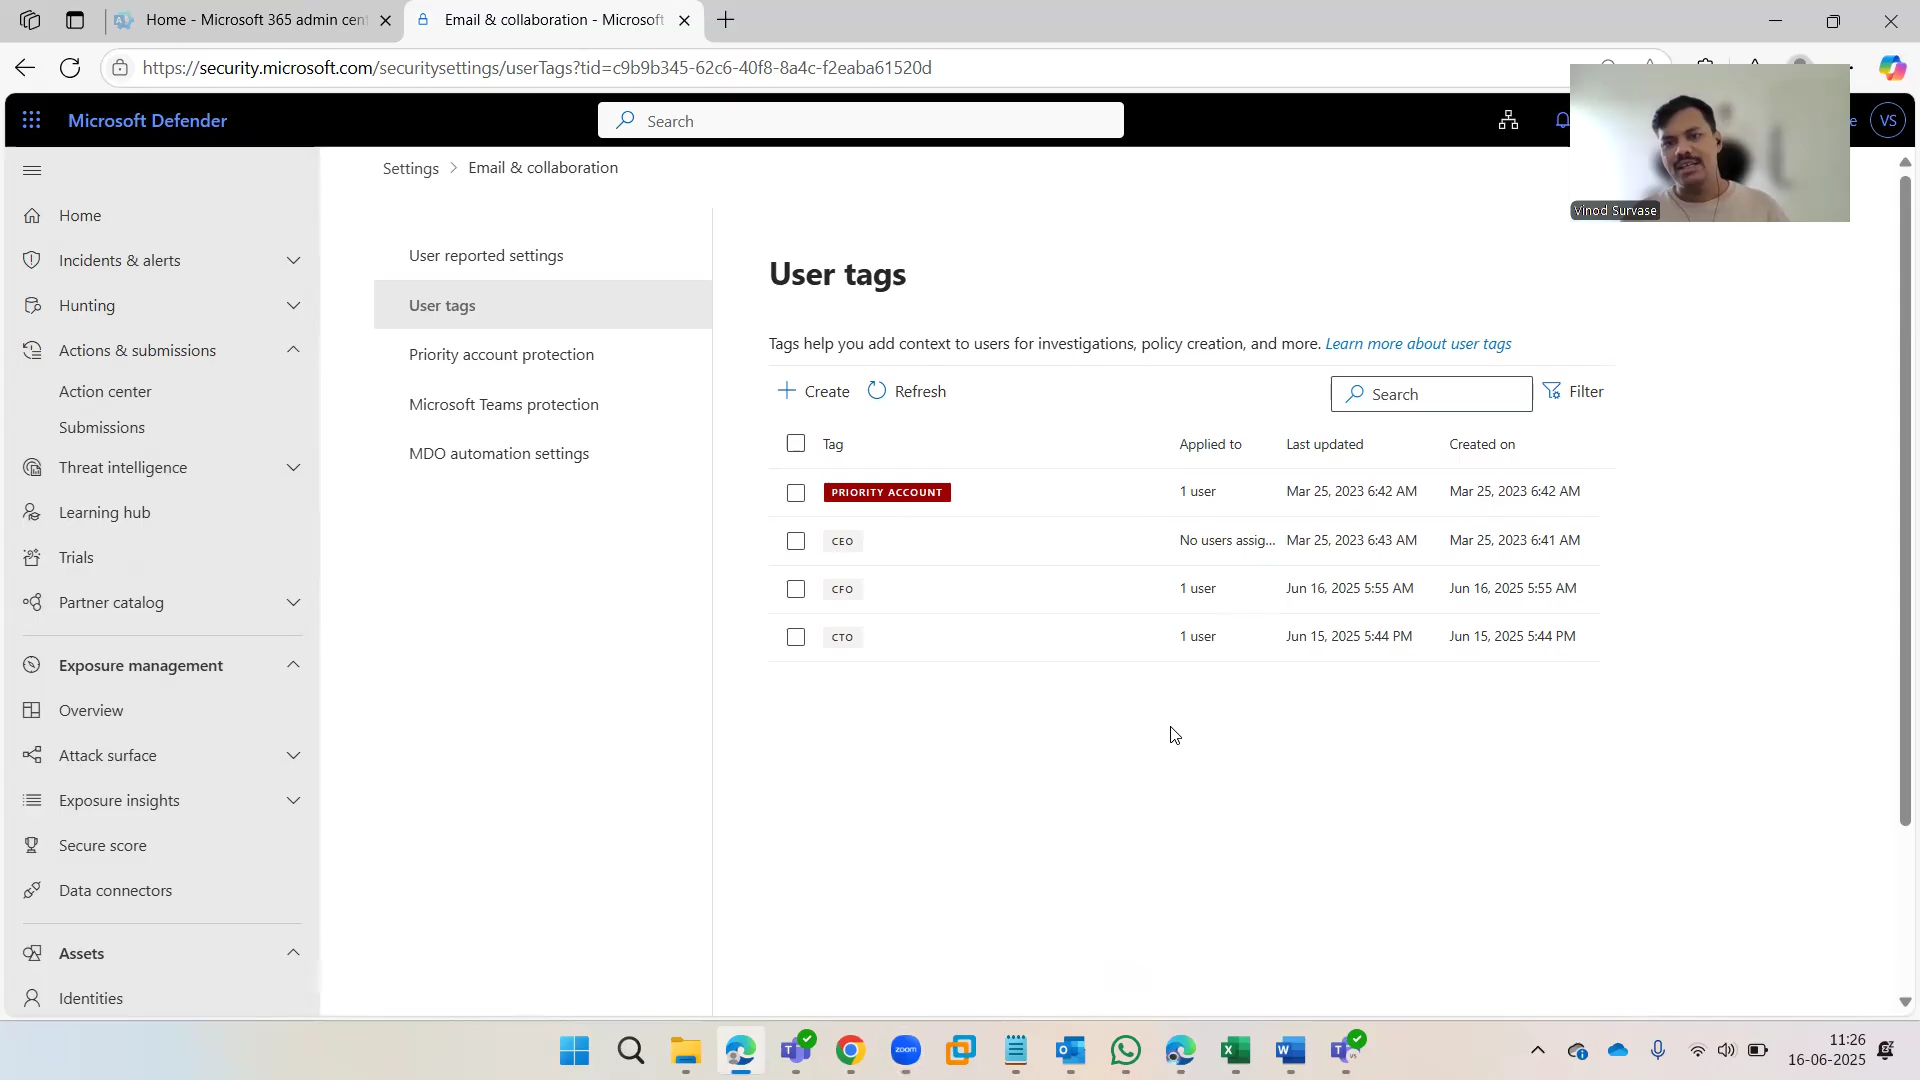 Home - Microsoft 365 admin cen
Email & collaboration - Microsoft
https://security.microsoft.com/securitysettings/userTags?tid=c9b9b345-62c6-40f8-8a4c-f2eaba61520d
Microsoft Defender
Search
VS
Vinod Survase
Settings > Email & collaboration
Home
Incidents & alerts
Hunting
Actions & submissions
Action center
Submissions
Threat intelligence
Learning hub
Trials
Partner catalog
Exposure management
Overview
Attack surface
Exposure insights
Secure score
Data connectors
Assets
Identities
User reported settings
User tags
Priority account protection
Microsoft Teams protection
MDO automation settings
User tags
Tags help you add context to users for investigations, policy creation, and more. Learn more about user tags
Create Refresh Search Filter
Tag Applied to Last updated Created on
PRIORITY ACCOUNT 1 user Mar 25, 2023 6:42 AM Mar 25, 2023 6:42 AM
CEO No users assig... Mar 25, 2023 6:43 AM Mar 25, 2023 6:41 AM
CFO 1 user Jun 16, 2025 5:55 AM Jun 16, 2025 5:55 AM
CTO 1 user Jun 15, 2025 5:44 PM Jun 15, 2025 5:44 PM
zoom
11:26
16-06-2025